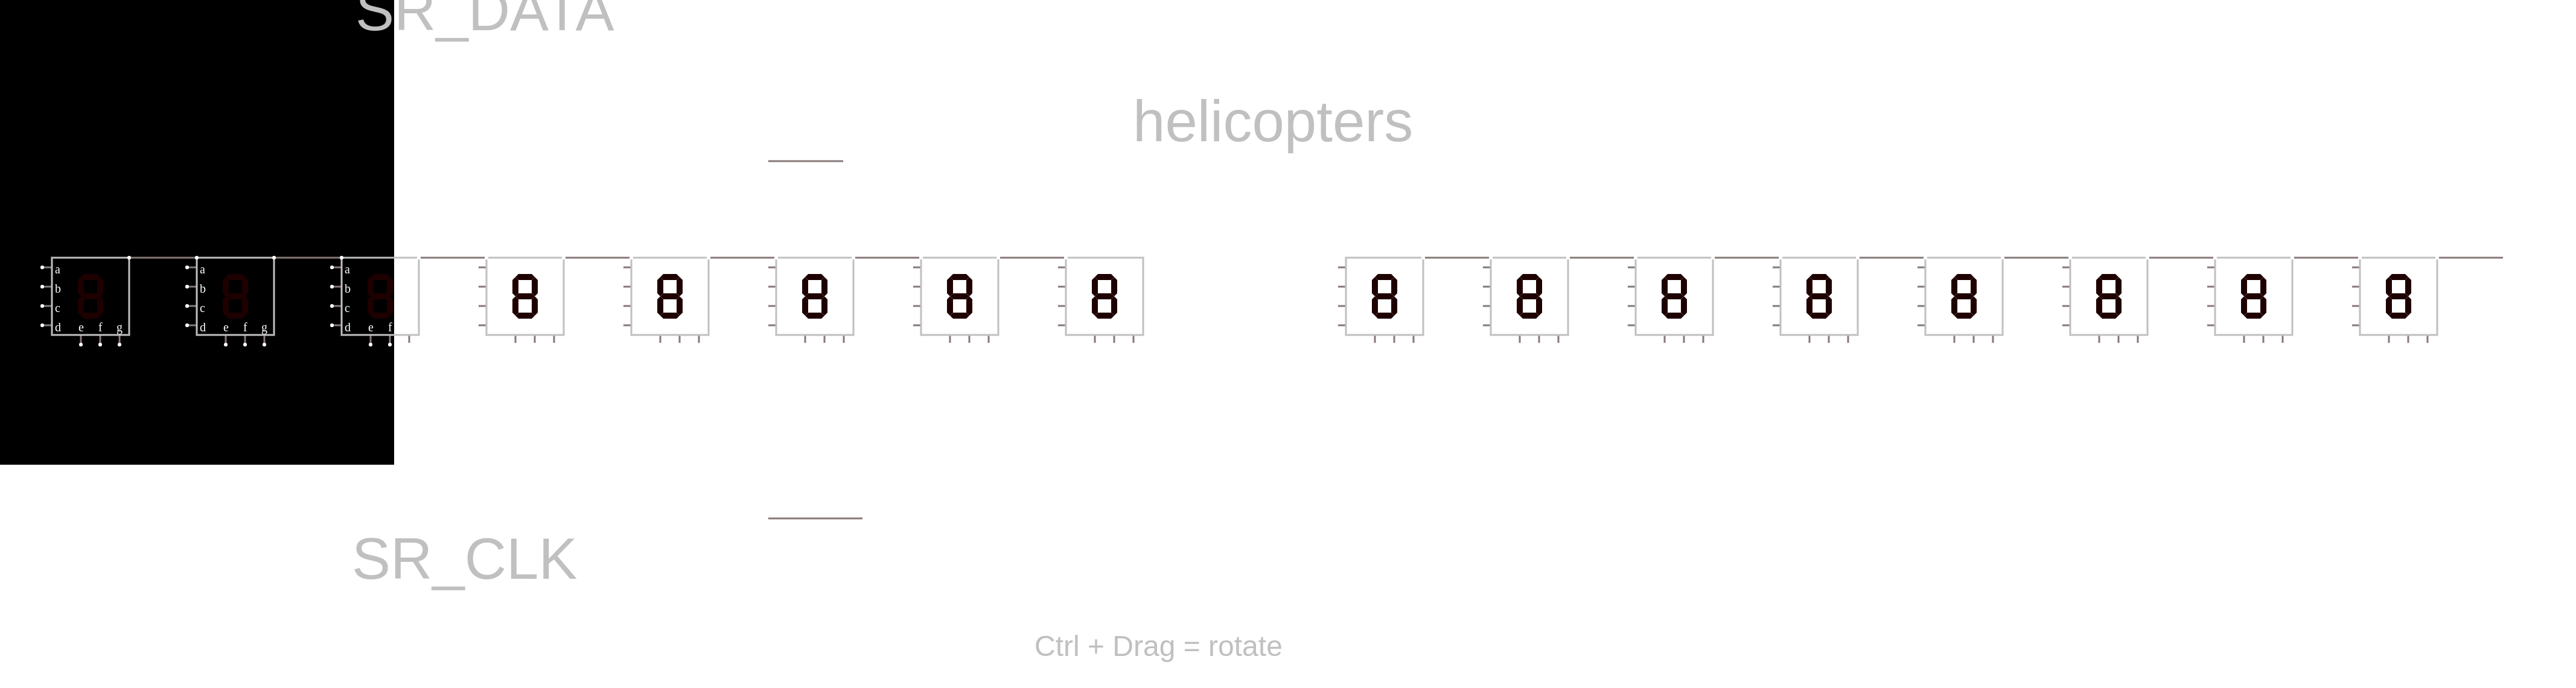 SR_DATA
helicopters
a a a
b b b
c c c
d e f g d e f g d e f
8 8 8 8 8 8 8 8 8 8 8 8 8 8 8 8
SR_CLK
Ctrl + Drag = rotate